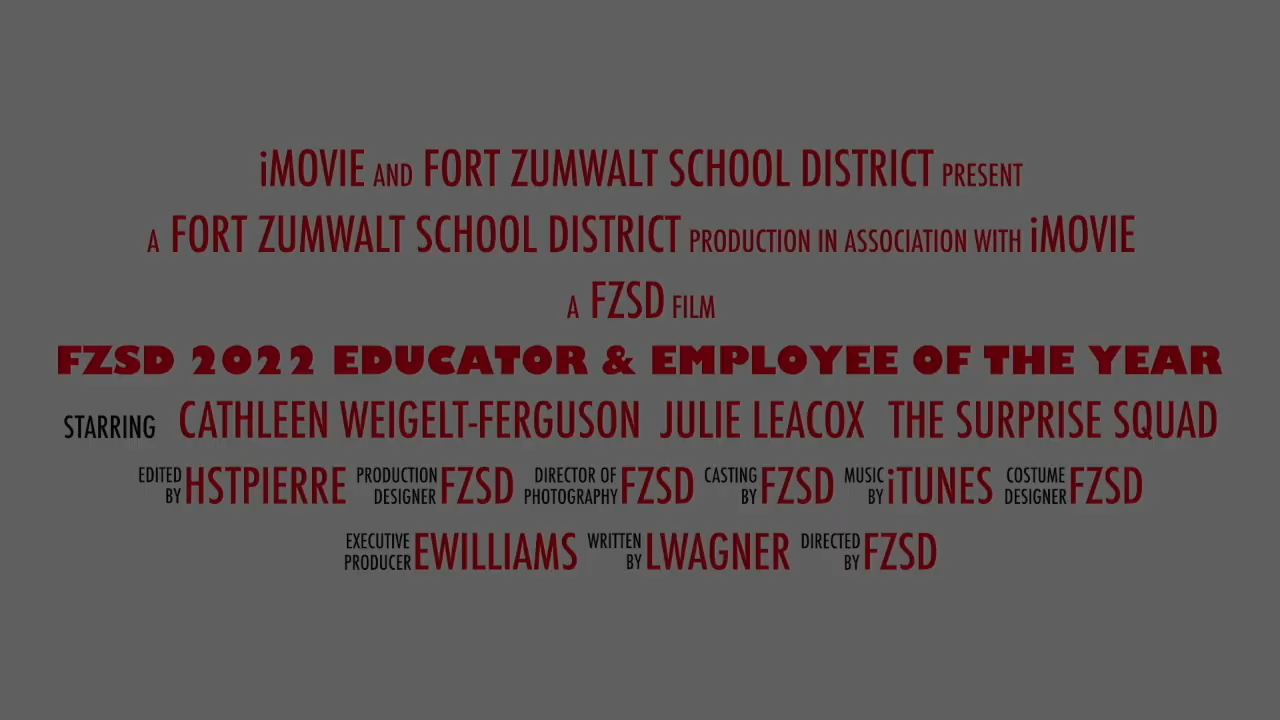 iMOVIE AND FORT ZUMWALT SCHOOL DISTRICT PRESENT
A FORT ZUMWALT SCHOOL DISTRICT PRODUCTION IN ASSOCIATION WITH iMOVIE
A FZSD FILM
FZSD 2022 EDUCATOR & EMPLOYEE OF THE YEAR
STARRING CATHLEEN WEIGELT-FERGUSON JULIE LEACOX THE SURPRISE SQUAD
EDITED BY HSTPIERRE PRODUCTION DESIGNER FZSD DIRECTOR OF PHOTOGRAPHY FZSD CASTING BY FZSD MUSIC BY iTUNES COSTUME DESIGNER FZSD
EXECUTIVE PRODUCER EWILLIAMS WRITTEN BY LWAGNER DIRECTED BY FZSD